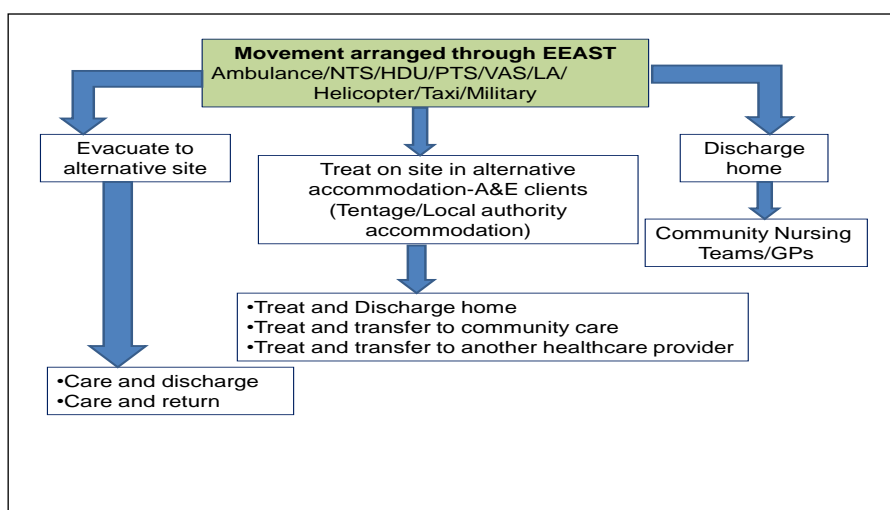 Movement arranged through EEAST
Ambulance/NTS/HDU/PTS/VAS/LA/
Helicopter/Taxi/Military
Evacuate to
alternative site
Treat on site in alternative
accommodation-A&E clients
(Tentage/Local authority
accommodation)
Discharge
home
Community Nursing
Teams/GPs
•Treat and Discharge home
•Treat and transfer to community care
•Treat and transfer to another healthcare provider
•Care and discharge
•Care and return